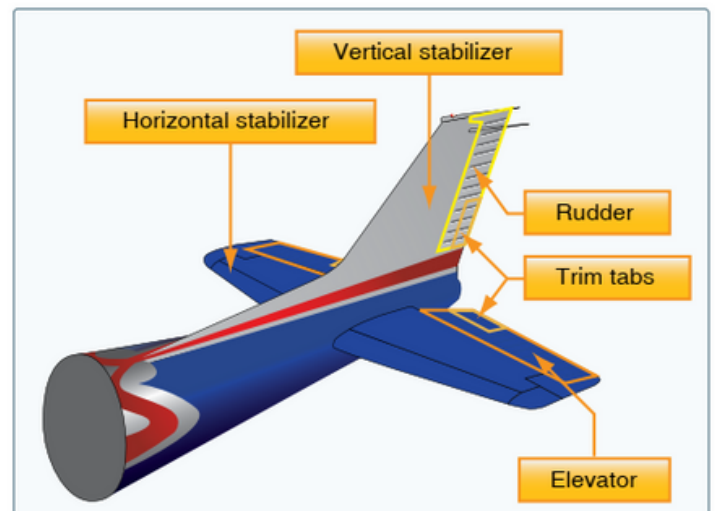 Vertical stabilizer
Horizontal stabilizer
Rudder
Trim tabs
Elevator